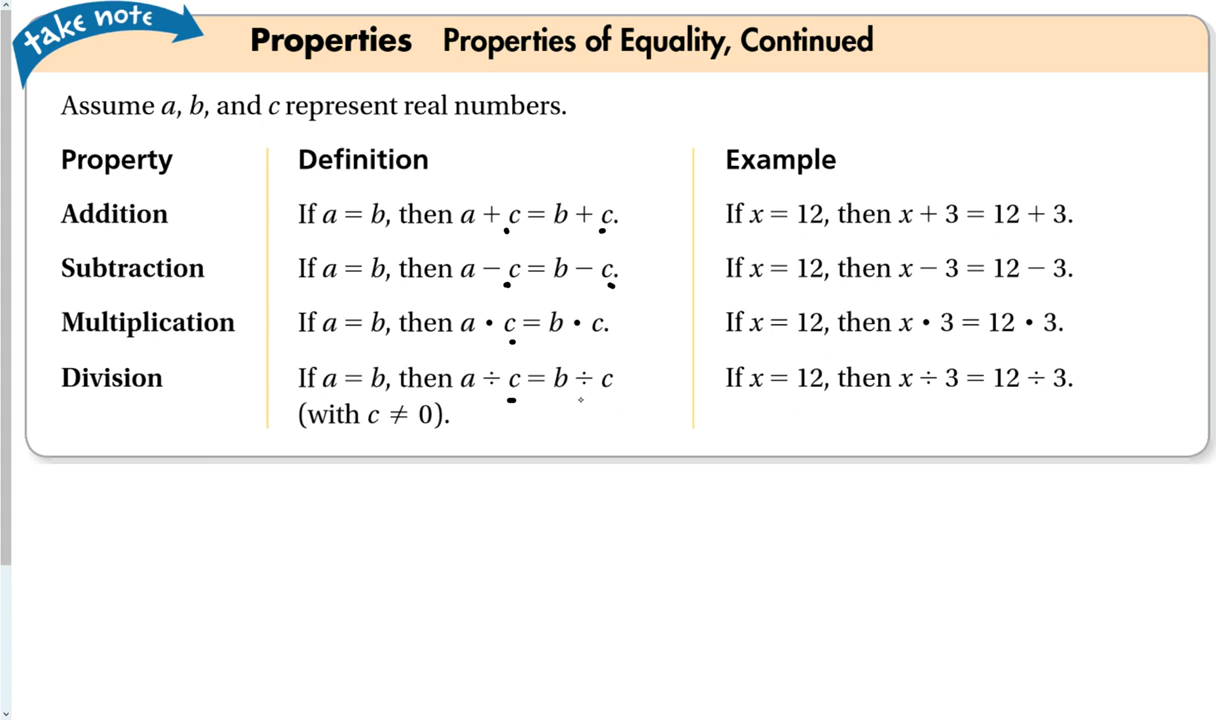 take note
Properties Properties of Equality, Continued
Assume a, b, and c represent real numbers.
Property Definition Example
Addition If a = b, then a + c = b + c. If x = 12, then x + 3 = 12 + 3.
Subtraction If a = b, then a − c = b − c. If x = 12, then x − 3 = 12 − 3.
Multiplication If a = b, then a • c = b • c. If x = 12, then x • 3 = 12 • 3.
Division If a = b, then a ÷ c = b ÷ c If x = 12, then x ÷ 3 = 12 ÷ 3.
(with c ≠ 0).